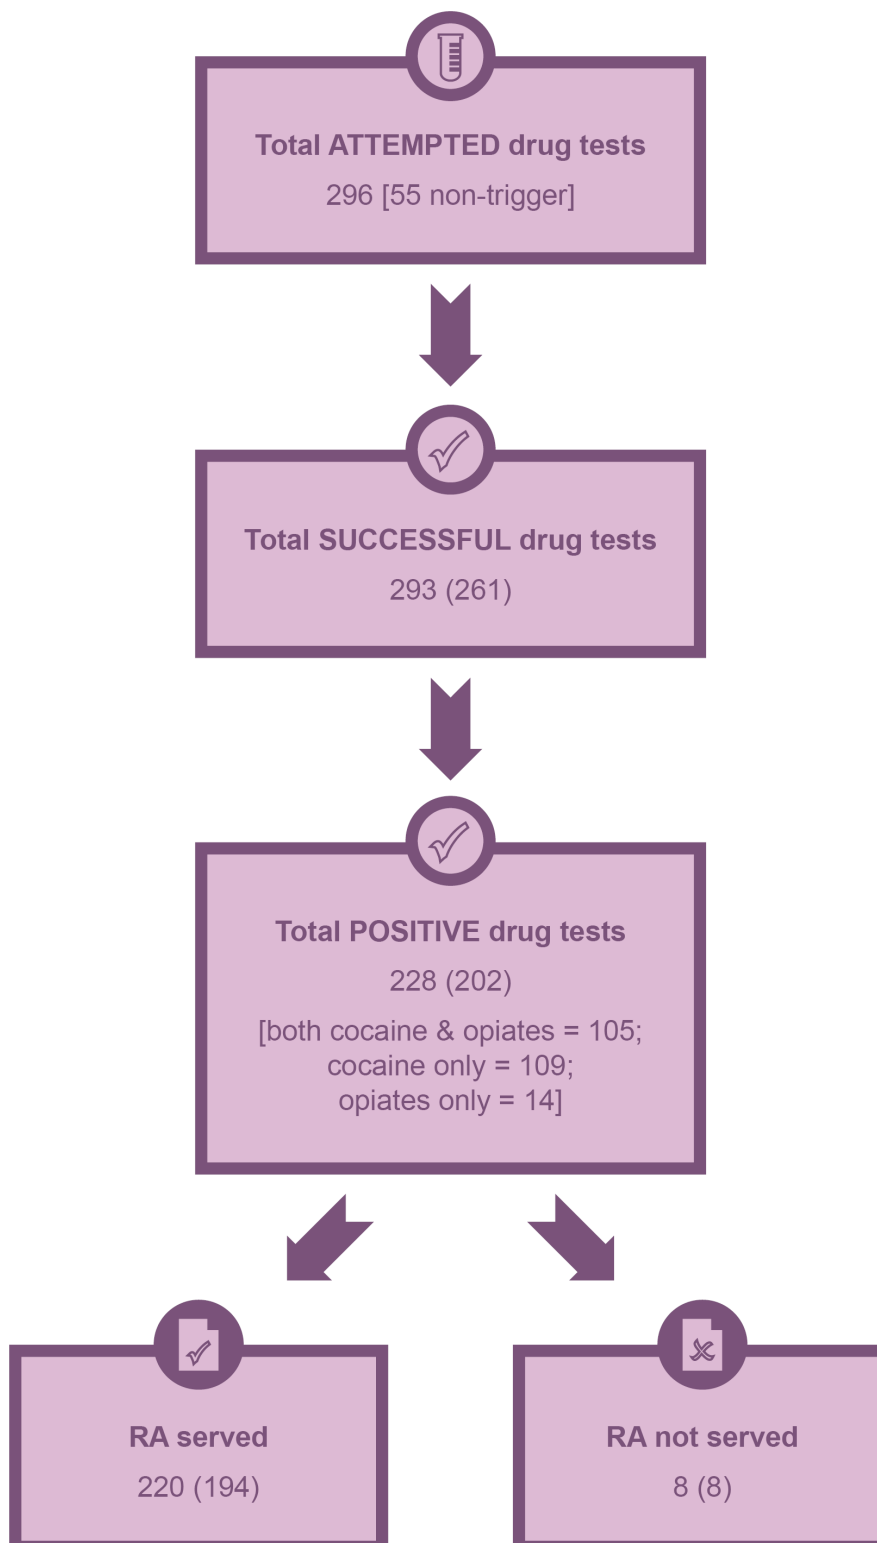 Total ATTEMPTED drug tests
296 [55 non-trigger]
Total SUCCESSFUL drug tests
293 (261)
Total POSITIVE drug tests
228 (202)
[both cocaine & opiates = 105;
cocaine only = 109;
opiates only = 14]
RA served
220 (194)
RA not served
8 (8)